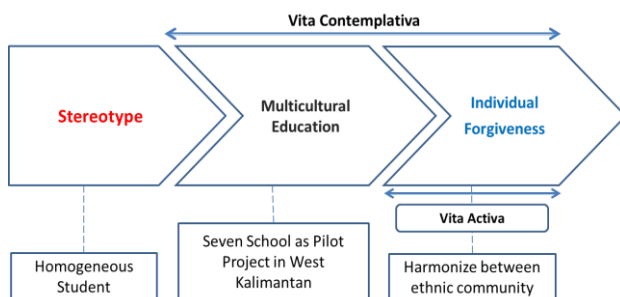 Vita Contemplativa
Stereotype
Multicultural
Education
Individual
Forgiveness
Vita Activa
Homogeneous
Student
Seven School as Pilot
Project in West
Kalimantan
Harmonize between
ethnic community